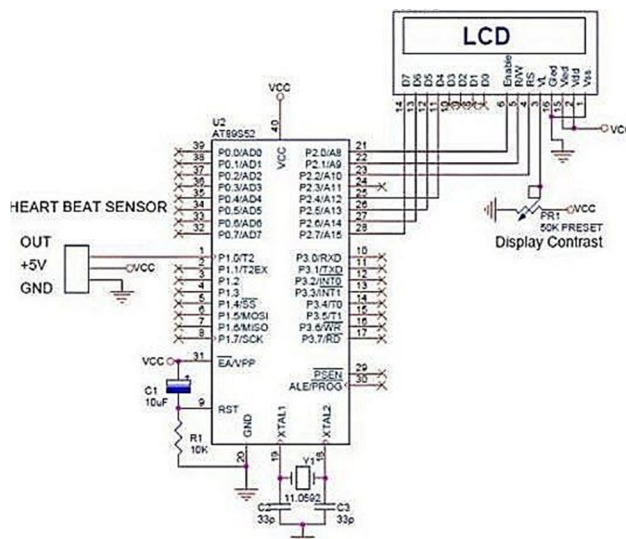 LCD
D7 D6 D5 D4 D3 D2 D1 D0 Enable R/W RS VL Gled Vled Vdd Vss
14 13 12 11 10 9 8 7 6 5 4 3 16 15 2 1
VCC
VCC
U2
AT89S52
40
VCC
39 P0.0/AD0 P2.0/A8 21
38 P0.1/AD1 P2.1/A9 22
37 P0.2/AD2 P2.2/A10 23
36 P0.3/AD3 P2.3/A11 24
35 P0.4/AD4 P2.4/A12 25
34 P0.5/AD5 P2.5/A13 26
33 P0.6/AD6 P2.6/A14 27
32 P0.7/AD7 P2.7/A15 28
HEART BEAT SENSOR
OUT
+5V
GND
VCC
1 P1.0/T2 P3.0/RXD 10
2 P1.1/T2EX P3.1/TXD 11
3 P1.2 P3.2/INT0 12
4 P1.3 P3.3/INT1 13
5 P1.4/SS P3.4/T0 14
6 P1.5/MOSI P3.5/T1 15
7 P1.6/MISO P3.6/WR 16
8 P1.7/SCK P3.7/RD 17
VCC
PR1
50K PRESET
Display Contrast
VCC 31 EA/VPP PSEN 29
ALE/PROG 30
C1
10uF
9 RST
R1
10K
GND XTAL1 XTAL2
20 19 18
Y1
11.0592
C2
33p
C3
33p